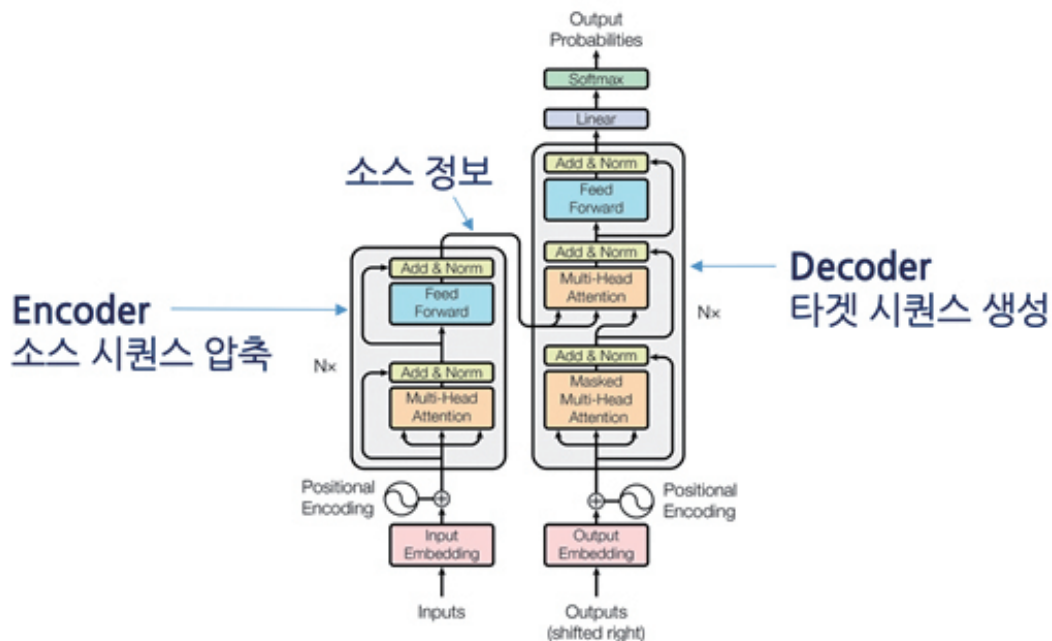 Output
Probabilities
Softmax
Linear
Add & Norm
Feed
Forward
Add & Norm
Multi-Head
Attention
Add & Norm
Masked
Multi-Head
Attention
Nx
Decoder
타겟 시퀀스 생성
소스 정보
Add & Norm
Feed
Forward
Add & Norm
Multi-Head
Attention
Nx
Encoder
소스 시퀀스 압축
Positional
Encoding
Input
Embedding
Inputs
Positional
Encoding
Output
Embedding
Outputs
(shifted right)